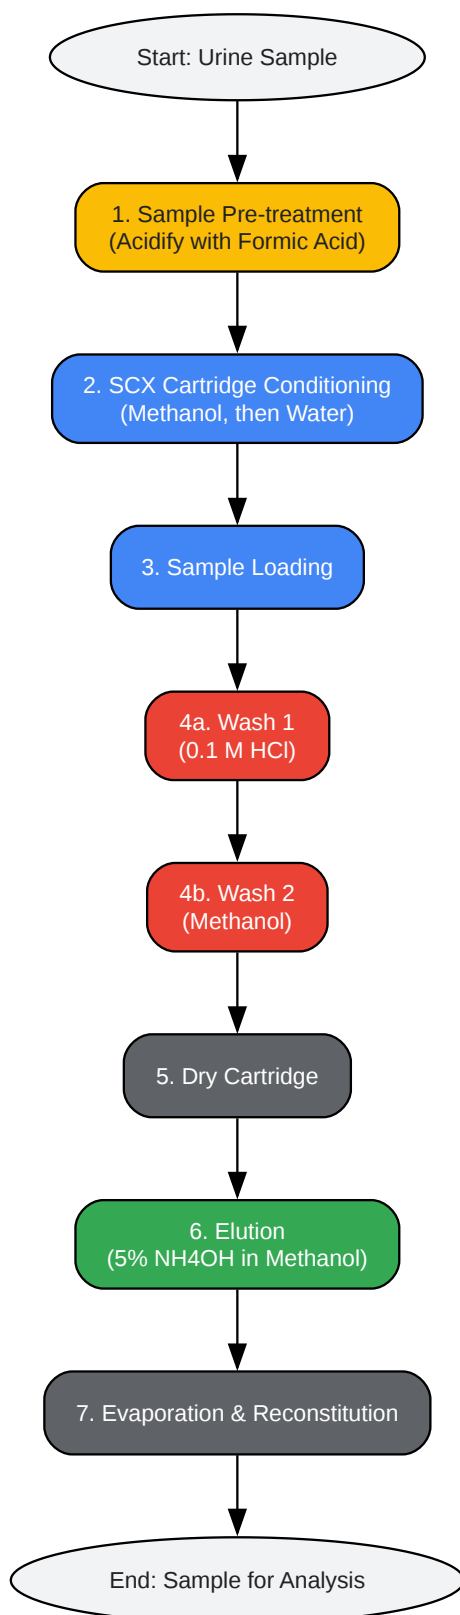 Start: Urine Sample
1. Sample Pre-treatment
(Acidify with Formic Acid)
2. SCX Cartridge Conditioning
(Methanol, then Water)
3. Sample Loading
4a. Wash 1
(0.1 M HCl)
4b. Wash 2
(Methanol)
5. Dry Cartridge
6. Elution
(5% NH4OH in Methanol)
7. Evaporation & Reconstitution
End: Sample for Analysis